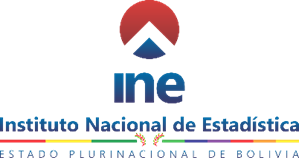 ine
Instituto Nacional de Estadística
ESTADO PLURINACIONAL DE BOLIVIA